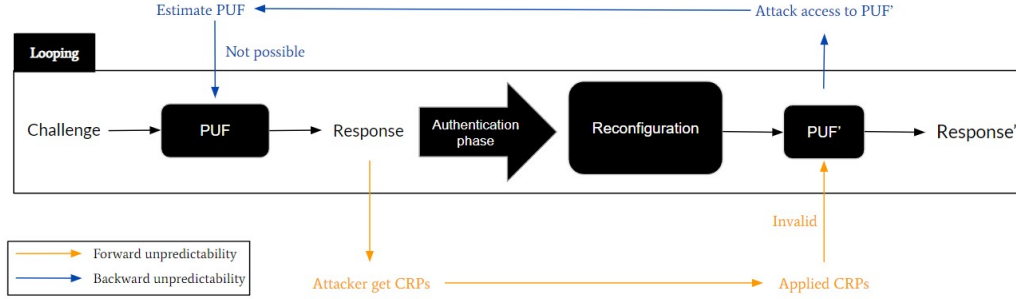 Estimate PUF
Attack access to PUF'
Not possible
Looping
Challenge
PUF
Response
Authentication
phase
Reconfiguration
PUF'
Response'
Invalid
Forward unpredictability
Backward unpredictability
Attacker get CRPs
Applied CRPs